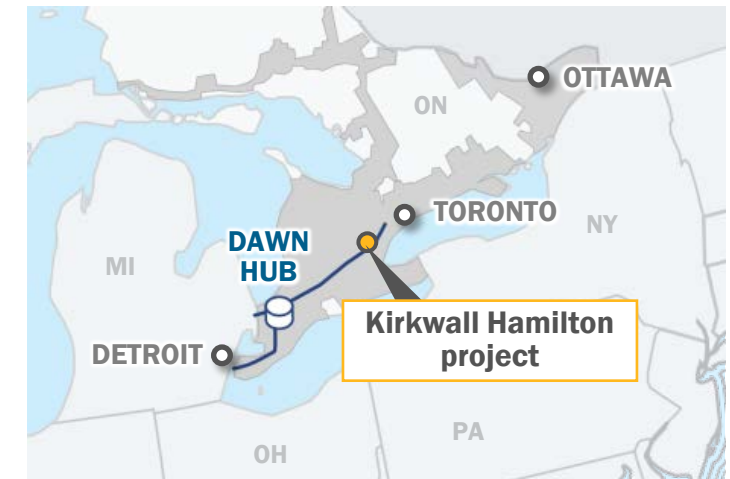 OTTAWA
ON
TORONTO
NY
DAWN
HUB
MI
Kirkwall Hamilton
project
DETROIT
PA
OH